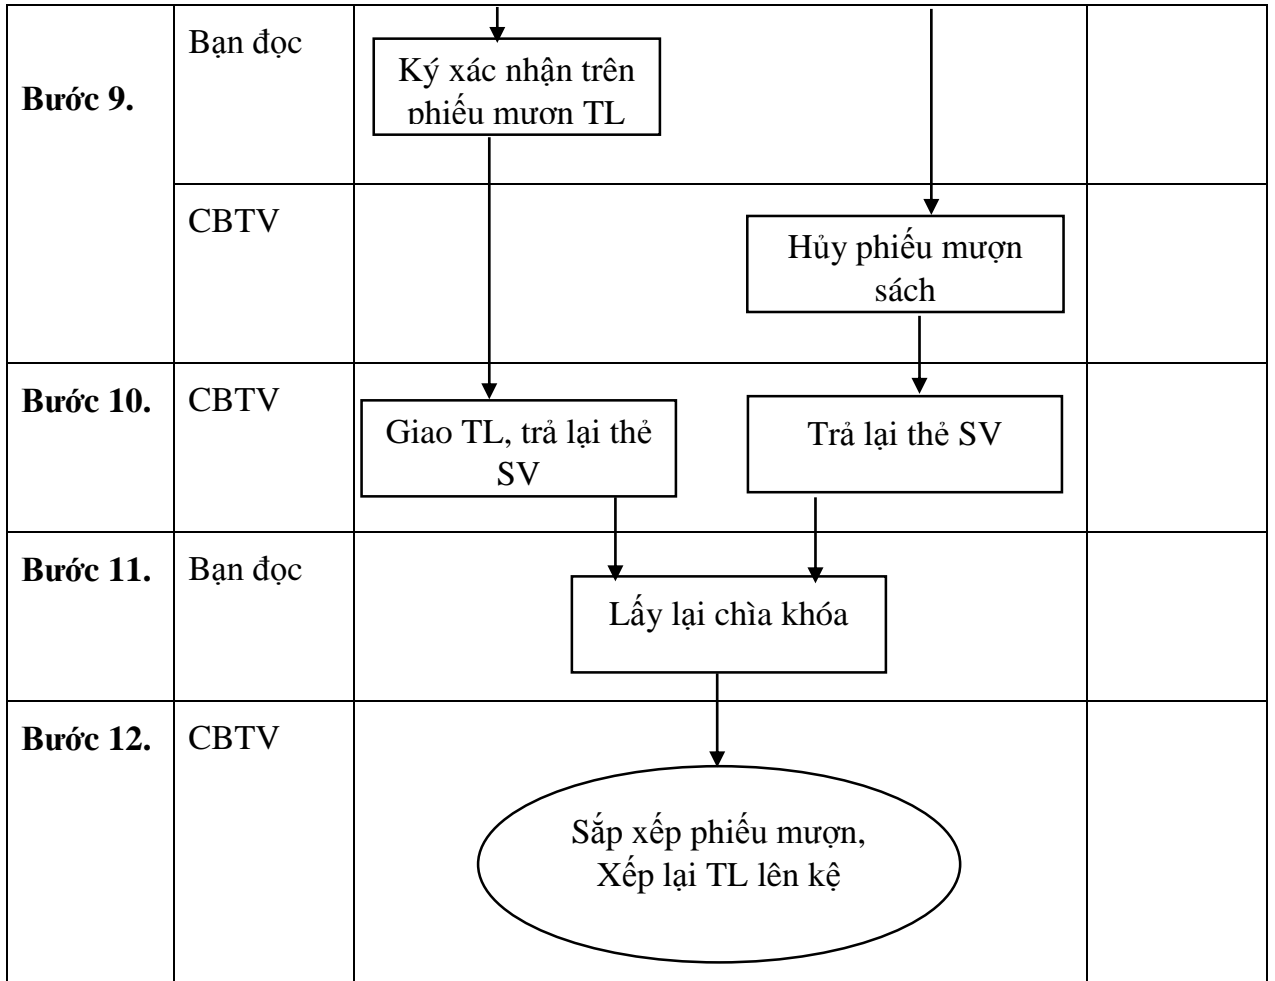 Bước 9.
Bạn đọc
Ký xác nhận trên
phiếu mượn TL
CBTV
Hủy phiếu mượn
sách
Bước 10.
CBTV
Giao TL, trả lại thẻ
SV
Trả lại thẻ SV
Bước 11.
Bạn đọc
Lấy lại chìa khóa
Bước 12.
CBTV
Sắp xếp phiếu mượn,
Xếp lại TL lên kệ